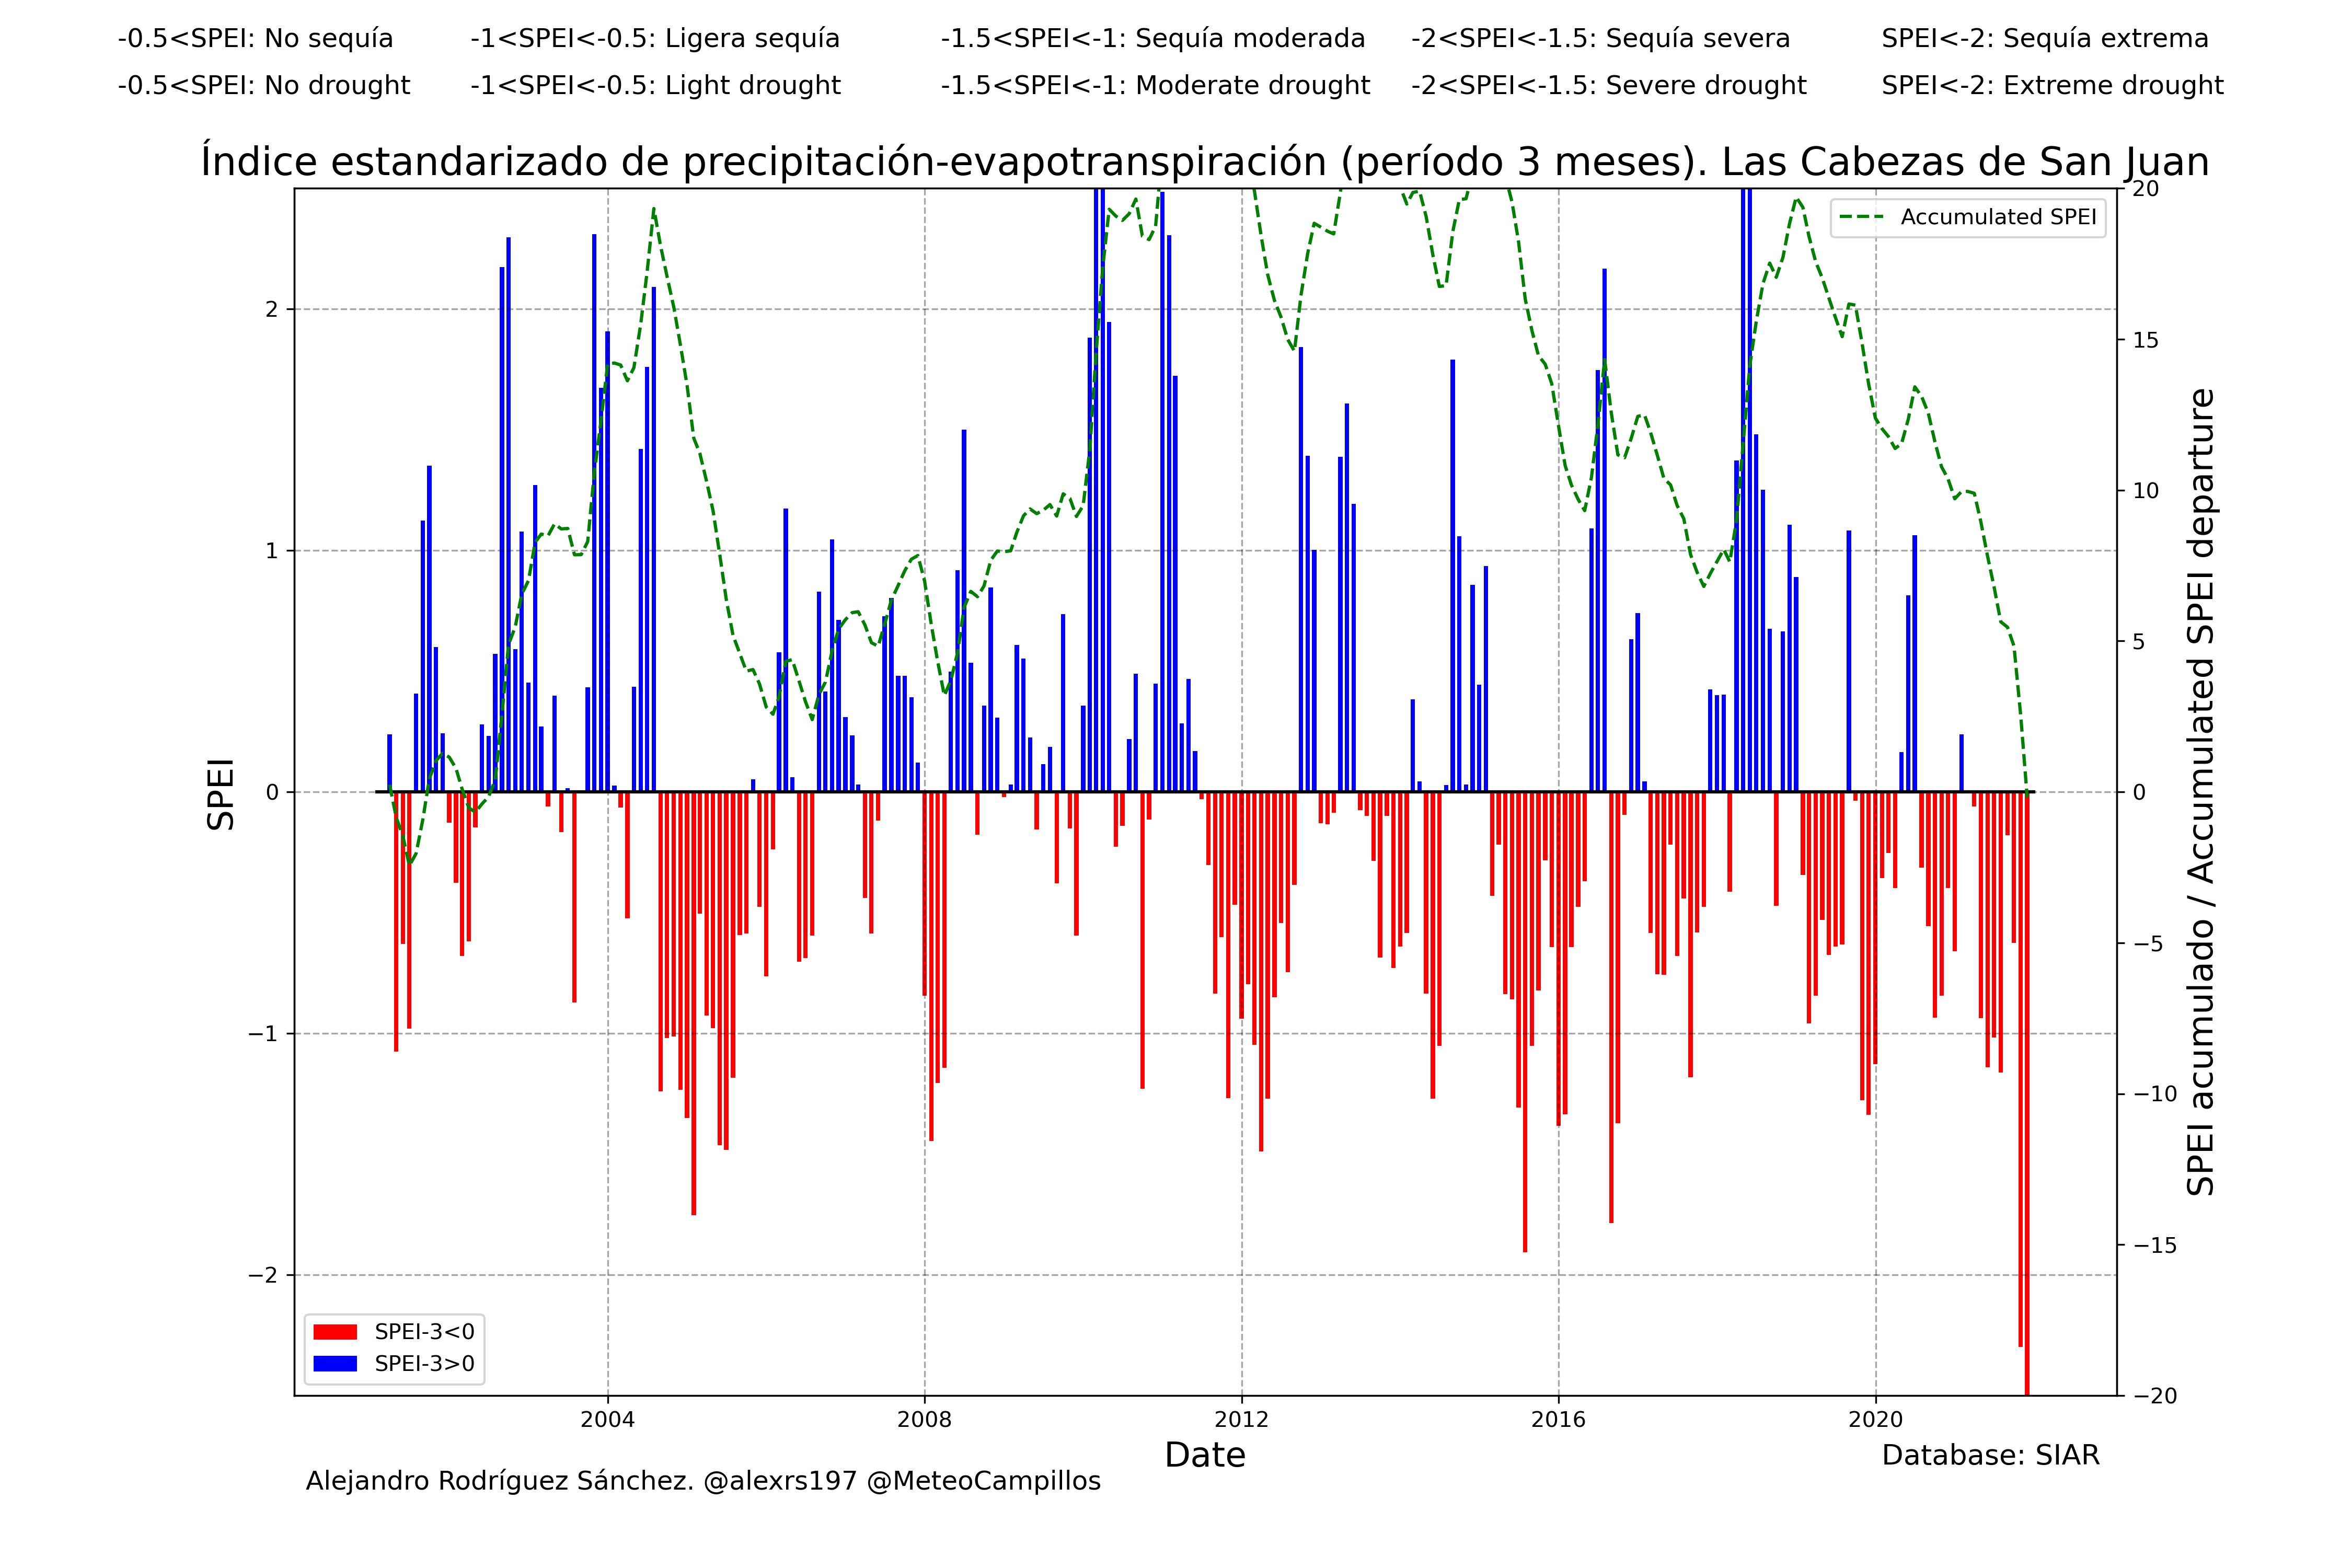 -0.5<SPEI: No sequía
-1<SPEI<-0.5: Ligera sequía
-1.5<SPEI<-1: Sequía moderada
-2<SPEI<-1.5: Sequía severa
SPEI<-2: Sequía extrema
-0.5<SPEI: No drought
-1<SPEI<-0.5: Light drought
-1.5<SPEI<-1: Moderate drought
-2<SPEI<-1.5: Severe drought
SPEI<-2: Extreme drought
Índice estandarizado de precipitación-evapotranspiración (período 3 meses). Las Cabezas de San Juan
Accumulated SPEI
SPEI
2
1
0
−1
−2
20
15
10
5
0
−5
−10
−15
−20
SPEI acumulado / Accumulated SPEI departure
SPEI-3<0
SPEI-3>0
2004
2008
2012
2016
2020
Date
Database: SIAR
Alejandro Rodríguez Sánchez. @alexrs197 @MeteoCampillos